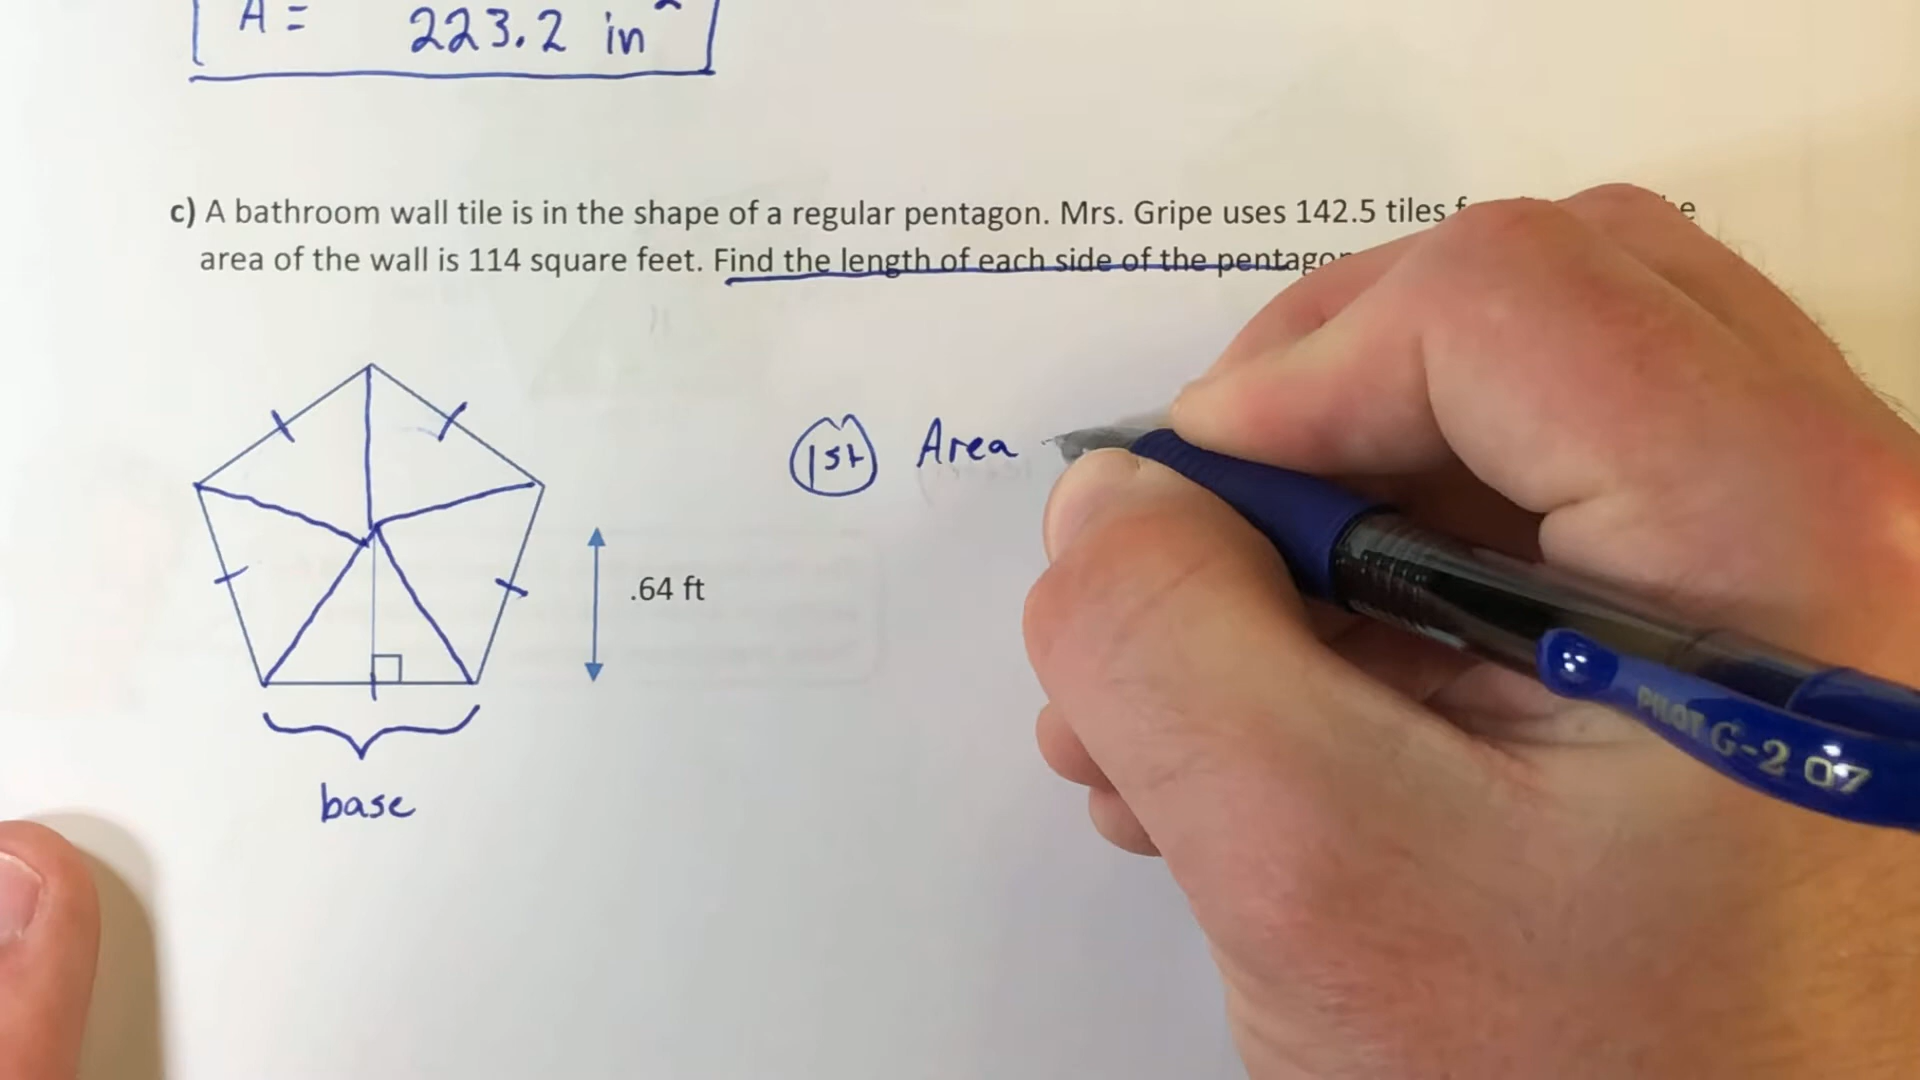 A = 223.2 in²
c) A bathroom wall tile is in the shape of a regular pentagon. Mrs. Gripe uses 142.5 tiles
area of the wall is 114 square feet. Find the length of each side of the
1st Area
.64 ft
base
PILOT G-2 07